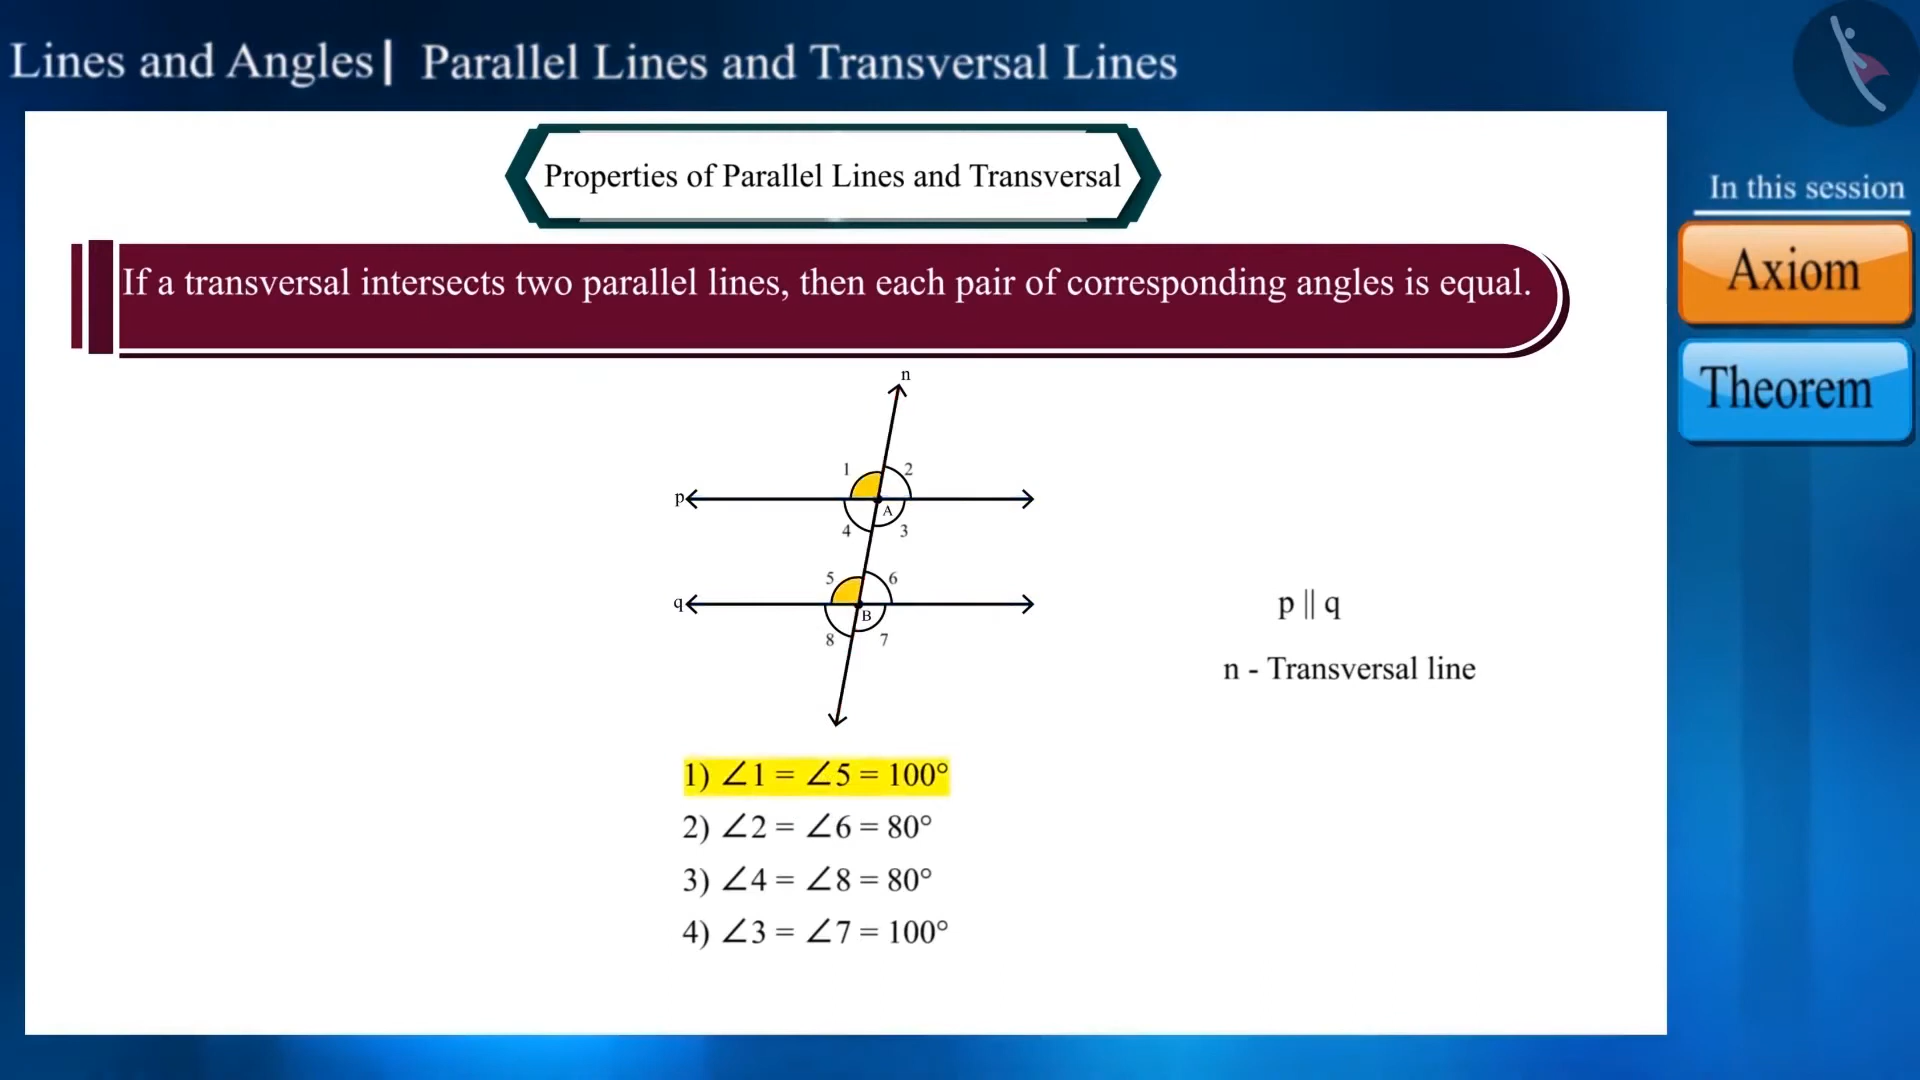 Lines and Angles| Parallel Lines and Transversal Lines
In this session
Axiom
Theorem
Properties of Parallel Lines and Transversal
If a transversal intersects two parallel lines, then each pair of corresponding angles is equal.
n
1 2
p
A
4 3
5 6
q
B
8 7
p || q
n - Transversal line
1) ∠1 = ∠5 = 100°
2) ∠2 = ∠6 = 80°
3) ∠4 = ∠8 = 80°
4) ∠3 = ∠7 = 100°